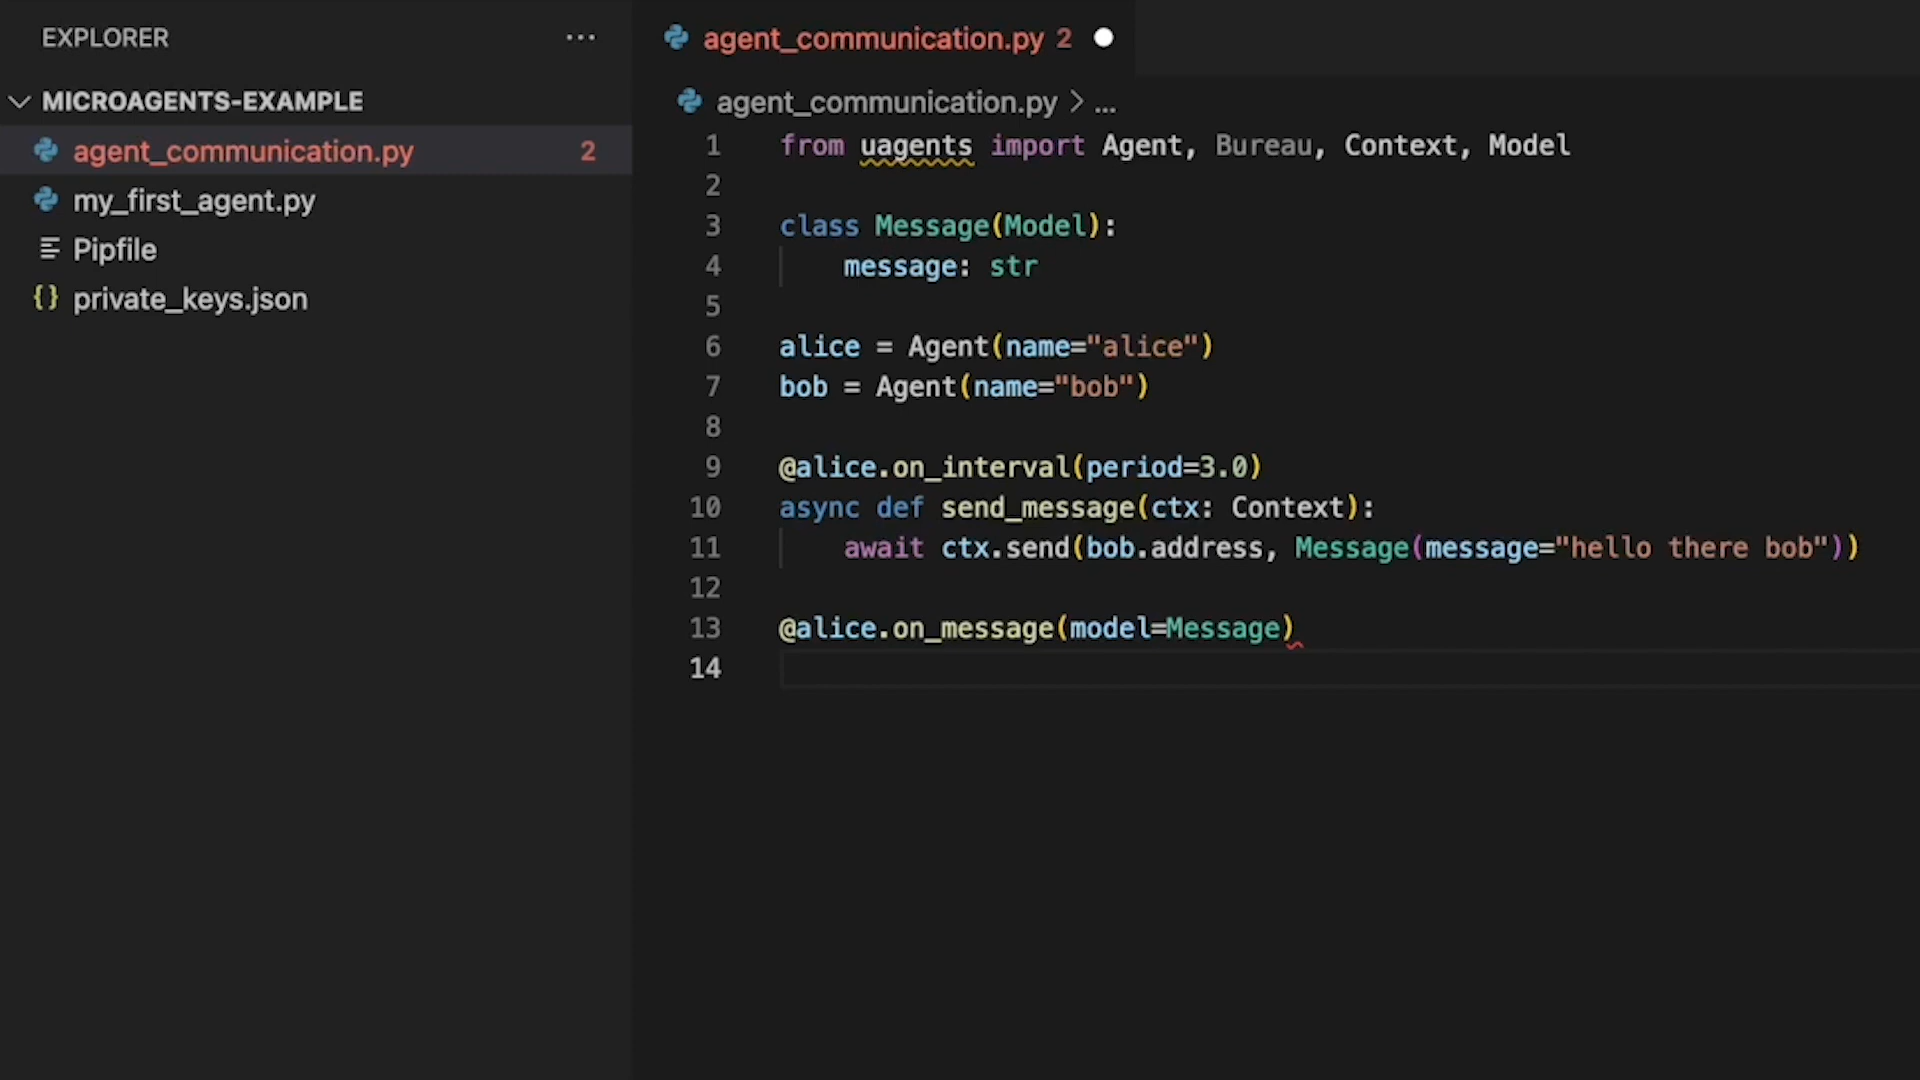 EXPLORER
MICROAGENTS-EXAMPLE
agent_communication.py 2
my_first_agent.py
Pipfile
{} private_keys.json
agent_communication.py 2
agent_communication.py > ...
1 from uagents import Agent, Bureau, Context, Model
2
3 class Message(Model):
4     message: str
5
6 alice = Agent(name="alice")
7 bob = Agent(name="bob")
8
9 @alice.on_interval(period=3.0)
10 async def send_message(ctx: Context):
11     await ctx.send(bob.address, Message(message="hello there bob"))
12
13 @alice.on_message(model=Message)
14